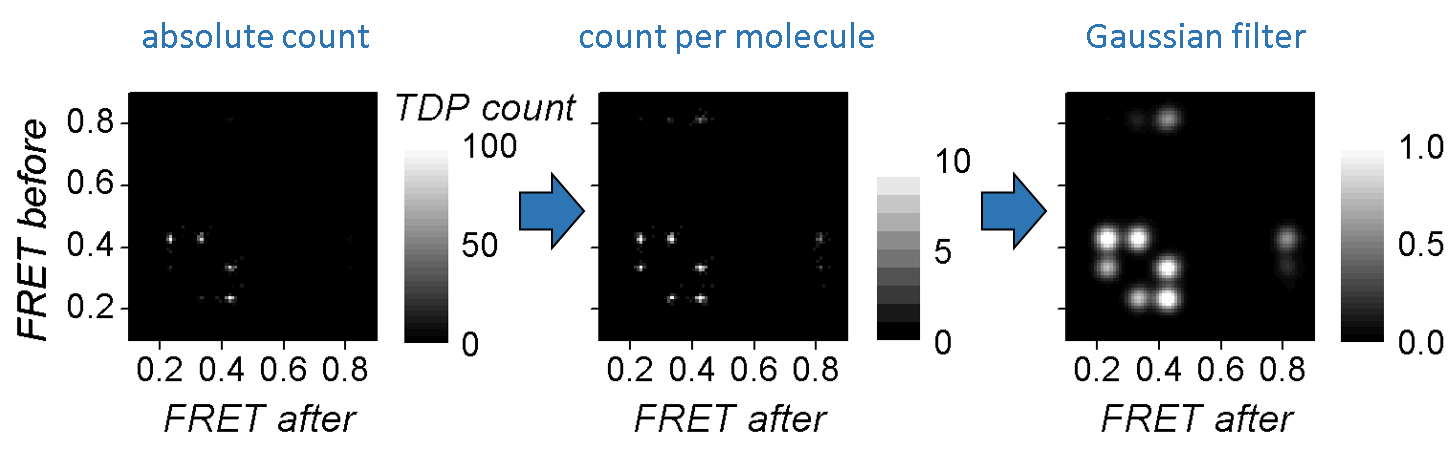 absolute count
count per molecule
Gaussian filter
FRET before
0.8
0.6
0.4
0.2
0.2 0.4 0.6 0.8
FRET after
TDP count
100
50
0
0.2 0.4 0.6 0.8
FRET after
10
5
0
0.2 0.4 0.6 0.8
FRET after
1.0
0.5
0.0